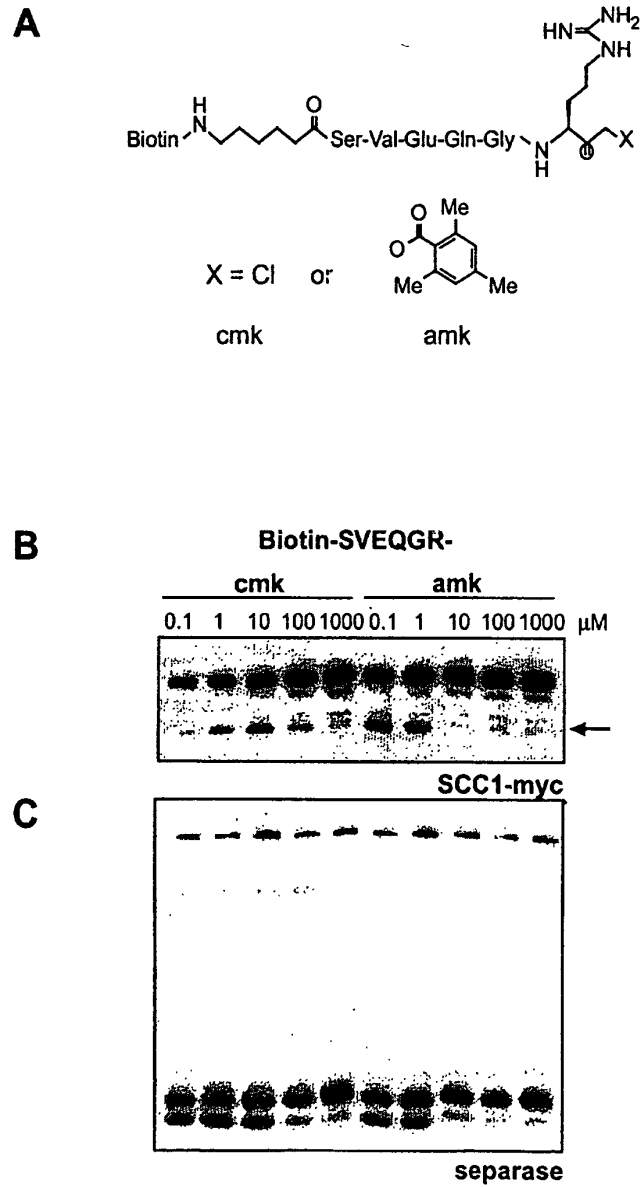 A
HN
NH2
NH
H
N
O
Biotin
Ser-Val-Glu-Gln-Gly
N
H
O
X
O
O
Me
Me
Me
X = Cl or
cmk amk
B
Biotin-SVEQGR-
cmk amk
0.1 1 10 100 1000 0.1 1 10 100 1000 μM
SCC1-myc
C
separase